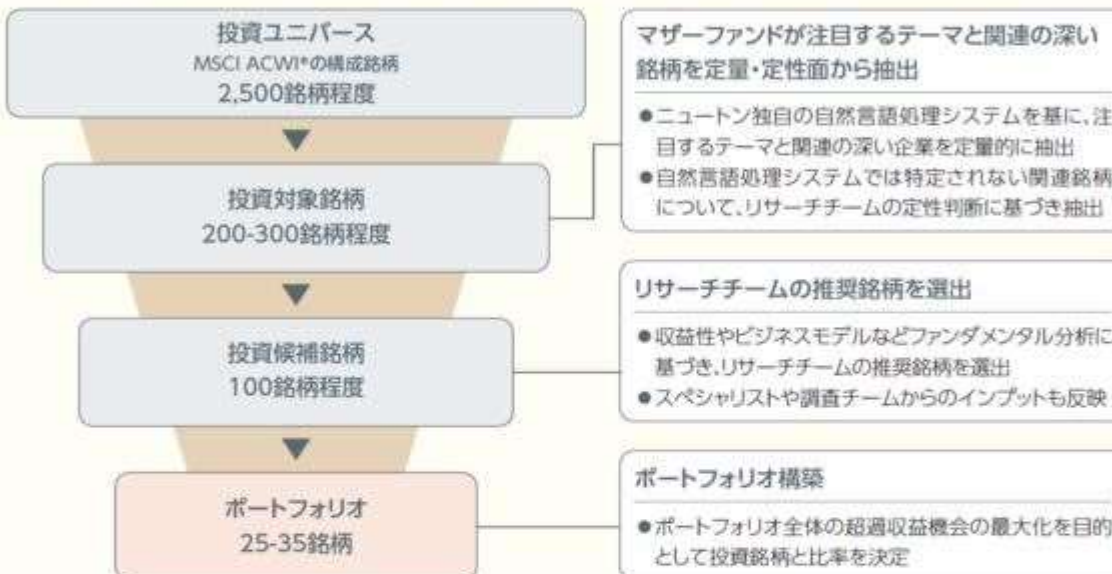 投資ユニバース
MSCI ACWI*の構成銘柄
2,500銘柄程度
▼
投資対象銘柄
200-300銘柄程度
▼
投資候補銘柄
100銘柄程度
▼
ポートフォリオ
25-35銘柄
マザーファンドが注目するテーマと関連の深い
銘柄を定量・定性面から抽出
●ニュートン独自の自然言語処理システムを基に、注
目するテーマと関連の深い企業を定量的に抽出
●自然言語処理システムでは特定されない関連銘柄
について、リサーチチームの定性判断に基づき抽出
リサーチチームの推奨銘柄を選出
●収益性やビジネスモデルなどファンダメンタル分析に
基づき、リサーチチームの推奨銘柄を選出
●スペシャリストや調査チームからのインプットも反映
ポートフォリオ構築
●ポートフォリオ全体の超過収益機会の最大化を目的
として投資銘柄と比率を決定